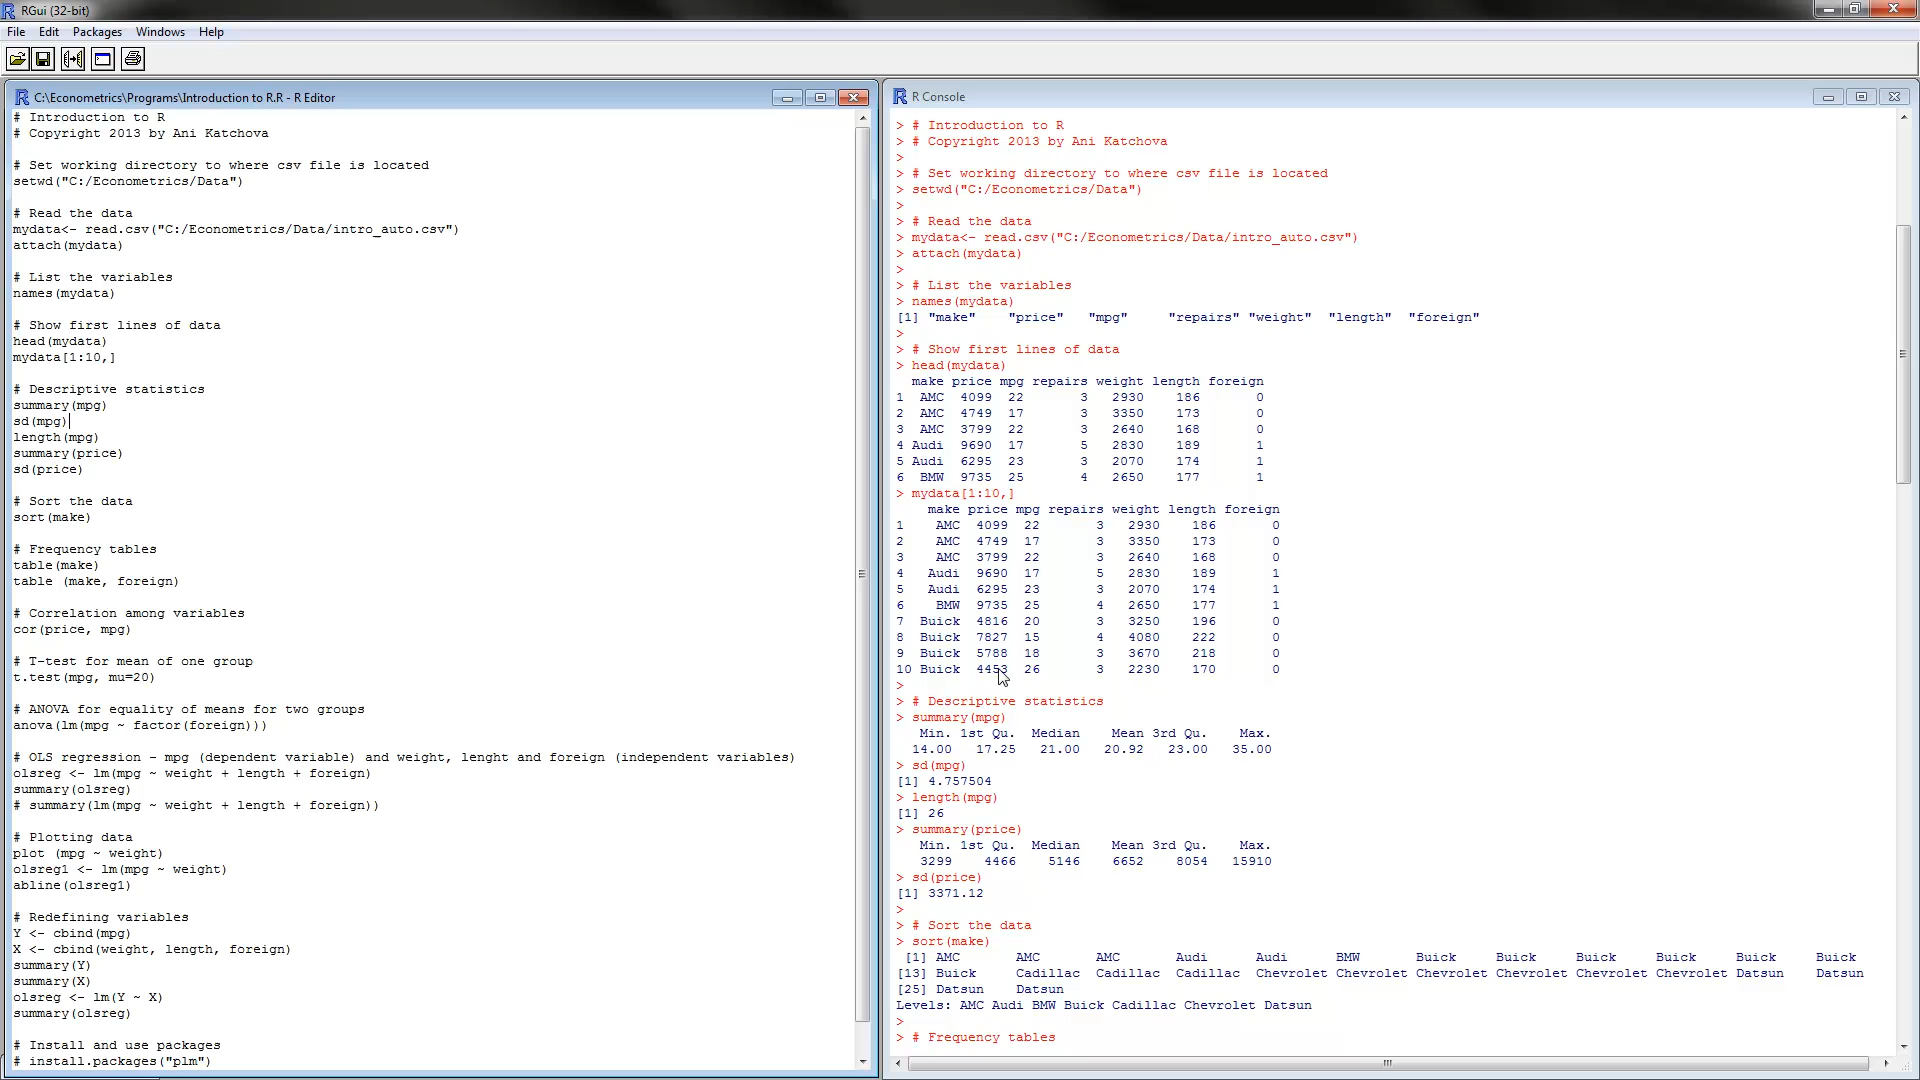 RGui (32-bit)
File Edit Packages Windows Help
C:\Econometrics\Programs\Introduction to R.R - R Editor
# Introduction to R
# Copyright 2013 by Ani Katchova
# Set working directory to where csv file is located
setwd("C:/Econometrics/Data")
# Read the data
mydata<- read.csv("C:/Econometrics/Data/intro_auto.csv")
attach(mydata)
# List the variables
names(mydata)
# Show first lines of data
head(mydata)
mydata[1:10,]
# Descriptive statistics
summary(mpg)
sd(mpg)
length(mpg)
summary(price)
sd(price)
# Sort the data
sort(make)
# Frequency tables
table(make)
table (make, foreign)
# Correlation among variables
cor(price, mpg)
# T-test for mean of one group
t.test(mpg, mu=20)
# ANOVA for equality of means for two groups
anova(lm(mpg ~ factor(foreign)))
# OLS regression - mpg (dependent variable) and weight, lenght and foreign (independent variables)
olsreg <- lm(mpg ~ weight + length + foreign)
summary(olsreg)
# summary(lm(mpg ~ weight + length + foreign))
# Plotting data
plot (mpg ~ weight)
olsreg1 <- lm(mpg ~ weight)
abline(olsreg1)
# Redefining variables
Y <- cbind(mpg)
X <- cbind(weight, length, foreign)
summary(Y)
summary(X)
olsreg <- lm(Y ~ X)
summary(olsreg)
# Install and use packages
# install.packages("plm")
R Console
> # Introduction to R
> # Copyright 2013 by Ani Katchova
>
> # Set working directory to where csv file is located
> setwd("C:/Econometrics/Data")
>
> # Read the data
> mydata<- read.csv("C:/Econometrics/Data/intro_auto.csv")
> attach(mydata)
>
> # List the variables
> names(mydata)
[1] "make" "price" "mpg" "repairs" "weight" "length" "foreign"
>
> # Show first lines of data
> head(mydata)
make price mpg repairs weight length foreign
1 AMC 4099 22 3 2930 186 0
2 AMC 4749 17 3 3350 173 0
3 AMC 3799 22 3 2640 168 0
4 Audi 9690 17 5 2830 189 1
5 Audi 6295 23 3 2070 174 1
6 BMW 9735 25 4 2650 177 1
> mydata[1:10,]
make price mpg repairs weight length foreign
1 AMC 4099 22 3 2930 186 0
2 AMC 4749 17 3 3350 173 0
3 AMC 3799 22 3 2640 168 0
4 Audi 9690 17 5 2830 189 1
5 Audi 6295 23 3 2070 174 1
6 BMW 9735 25 4 2650 177 1
7 Buick 4816 20 3 3250 196 0
8 Buick 7827 15 4 4080 222 0
9 Buick 5788 18 3 3670 218 0
10 Buick 4453 26 3 2230 170 0
>
> # Descriptive statistics
> summary(mpg)
Min. 1st Qu. Median Mean 3rd Qu. Max.
14.00 17.25 21.00 20.92 23.00 35.00
> sd(mpg)
[1] 4.757504
> length(mpg)
[1] 26
> summary(price)
Min. 1st Qu. Median Mean 3rd Qu. Max.
3299 4466 5146 6652 8054 15910
> sd(price)
[1] 3371.12
>
> # Sort the data
> sort(make)
[1] AMC AMC AMC Audi Audi BMW Buick Buick Buick Buick Buick Buick
[13] Buick Cadillac Cadillac Cadillac Chevrolet Chevrolet Chevrolet Chevrolet Chevrolet Chevrolet Datsun Datsun
[25] Datsun Datsun
Levels: AMC Audi BMW Buick Cadillac Chevrolet Datsun
>
> # Frequency tables